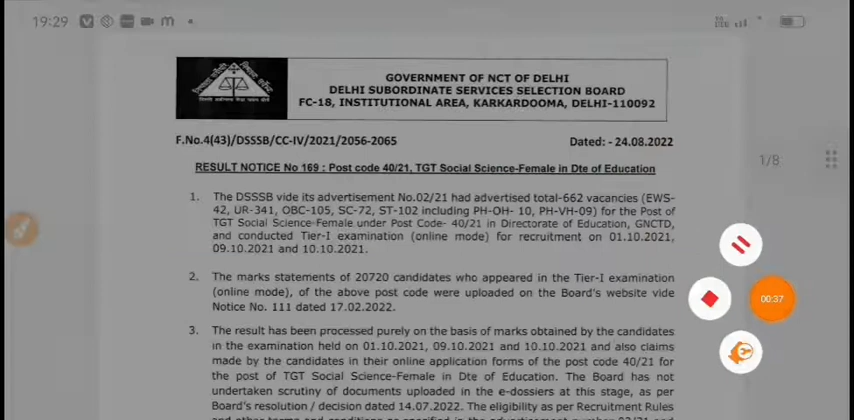 19:29
GOVERNMENT OF NCT OF DELHI
DELHI SUBORDINATE SERVICES SELECTION BOARD
FC-18, INSTITUTIONAL AREA, KARKARDOOMA, DELHI-110092
F.No.4(43)/DSSSB/CC-IV/2021/2056-2065 Dated: - 24.08.2022
1/8
RESULT NOTICE No 169 : Post code 40/21, TGT Social Science-Female in Dte of Education
1. The DSSSB vide its advertisement No.02/21 had advertised total-662 vacancies (EWS-
42, UR-341, OBC-105, SC-72, ST-102 including PH-OH- 10, PH-VH-09) for the Post of
TGT Social Science-Female under Post Code- 40/21 in Directorate of Education, GNCTD,
and conducted Tier-I examination (online mode) for recruitment on 01.10.2021,
09.10.2021 and 10.10.2021.
2. The marks statements of 20720 candidates who appeared in the Tier-I examination
(online mode), of the above post code were uploaded on the Board's website vide
Notice No. 111 dated 17.02.2022.
00:37
3. The result has been processed purely on the basis of marks obtained by the candidates
in the examination held on 01.10.2021, 09.10.2021 and 10.10.2021 and also claims
made by the candidates in their online application forms of the post code 40/21 for
the post of TGT Social Science-Female in Dte of Education. The Board has not
undertaken scrutiny of documents uploaded in the e-dossiers at this stage, as per
Board's resolution / decision dated 14.07.2022. The eligibility as per Recruitment Rules